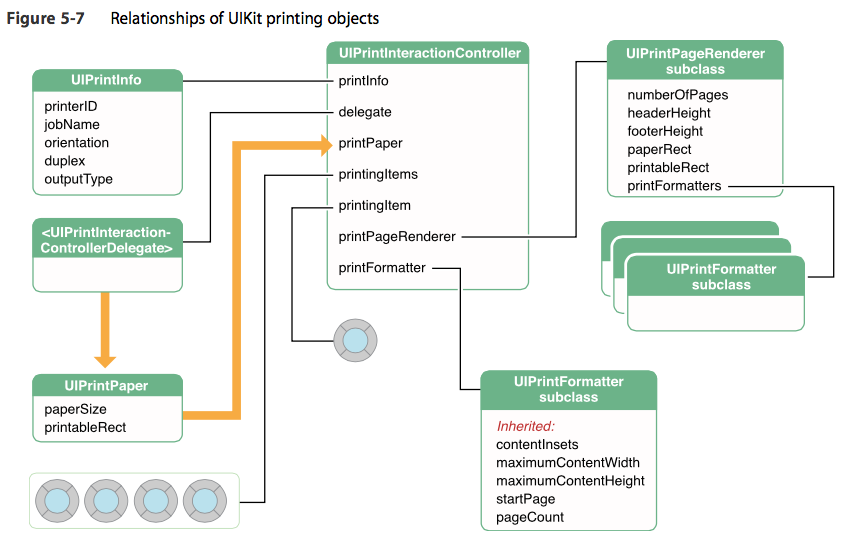 Figure 5-7 Relationships of UIKit printing objects
UIPrintInfo
printerID
jobName
orientation
duplex
outputType
<UIPrintInteraction-
ControllerDelegate>
UIPrintPaper
paperSize
printableRect
UIPrintInteractionController
printInfo
delegate
printPaper
printingItems
printingItem
printPageRenderer
printFormatter
UIPrintPageRenderer
subclass
numberOfPages
headerHeight
footerHeight
paperRect
printableRect
printFormatters
UIPrintFormatter
subclass
UIPrintFormatter
subclass
Inherited:
contentInsets
maximumContentWidth
maximumContentHeight
startPage
pageCount